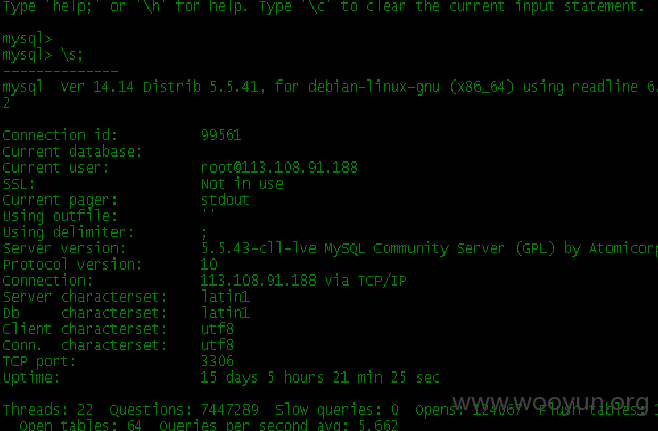 Type 'help;' or '\h' for help. Type '\c' to clear the current input statement.
mysql>
mysql> \s;
--------------
mysql  Ver 14.14 Distrib 5.5.41, for debian-linux-gnu (x86_64) using readline 6.
2
Connection id:          99561
Current database:
Current user:           root@113.108.91.188
SSL:                    Not in use
Current pager:          stdout
Using outfile:          ''
Using delimiter:        ;
Server version:         5.5.43-cll-lve MySQL Community Server (GPL) by Atomicorp
Protocol version:       10
Connection:             113.108.91.188 via TCP/IP
Server characterset:    latin1
Db     characterset:    latin1
Client characterset:    utf8
Conn.  characterset:    utf8
TCP port:               3306
Uptime:                 15 days 5 hours 21 min 25 sec
www.wooyun.org
Threads: 22  Questions: 7447289  Slow queries: 0  Opens: 124067  Flush tables: 1
Open tables: 64  Queries per second avg: 5.662